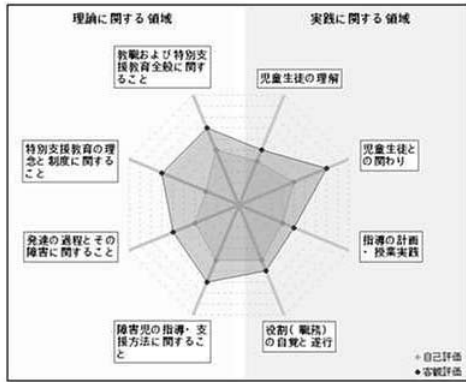 理論に関する領域
実践に関する領域
教職および特別支
援教育全般に関す
ること
児童生徒の理解
特別支援教育の理
念と制度に関する
こと
児童生徒と
の関わり
発達の過程とその
障害に関すること
指導の計画
・授業実践
障害児の指導・支
援方法に関するこ
と
役割(職務)
の自覚と遂行
自己評価
客観評価